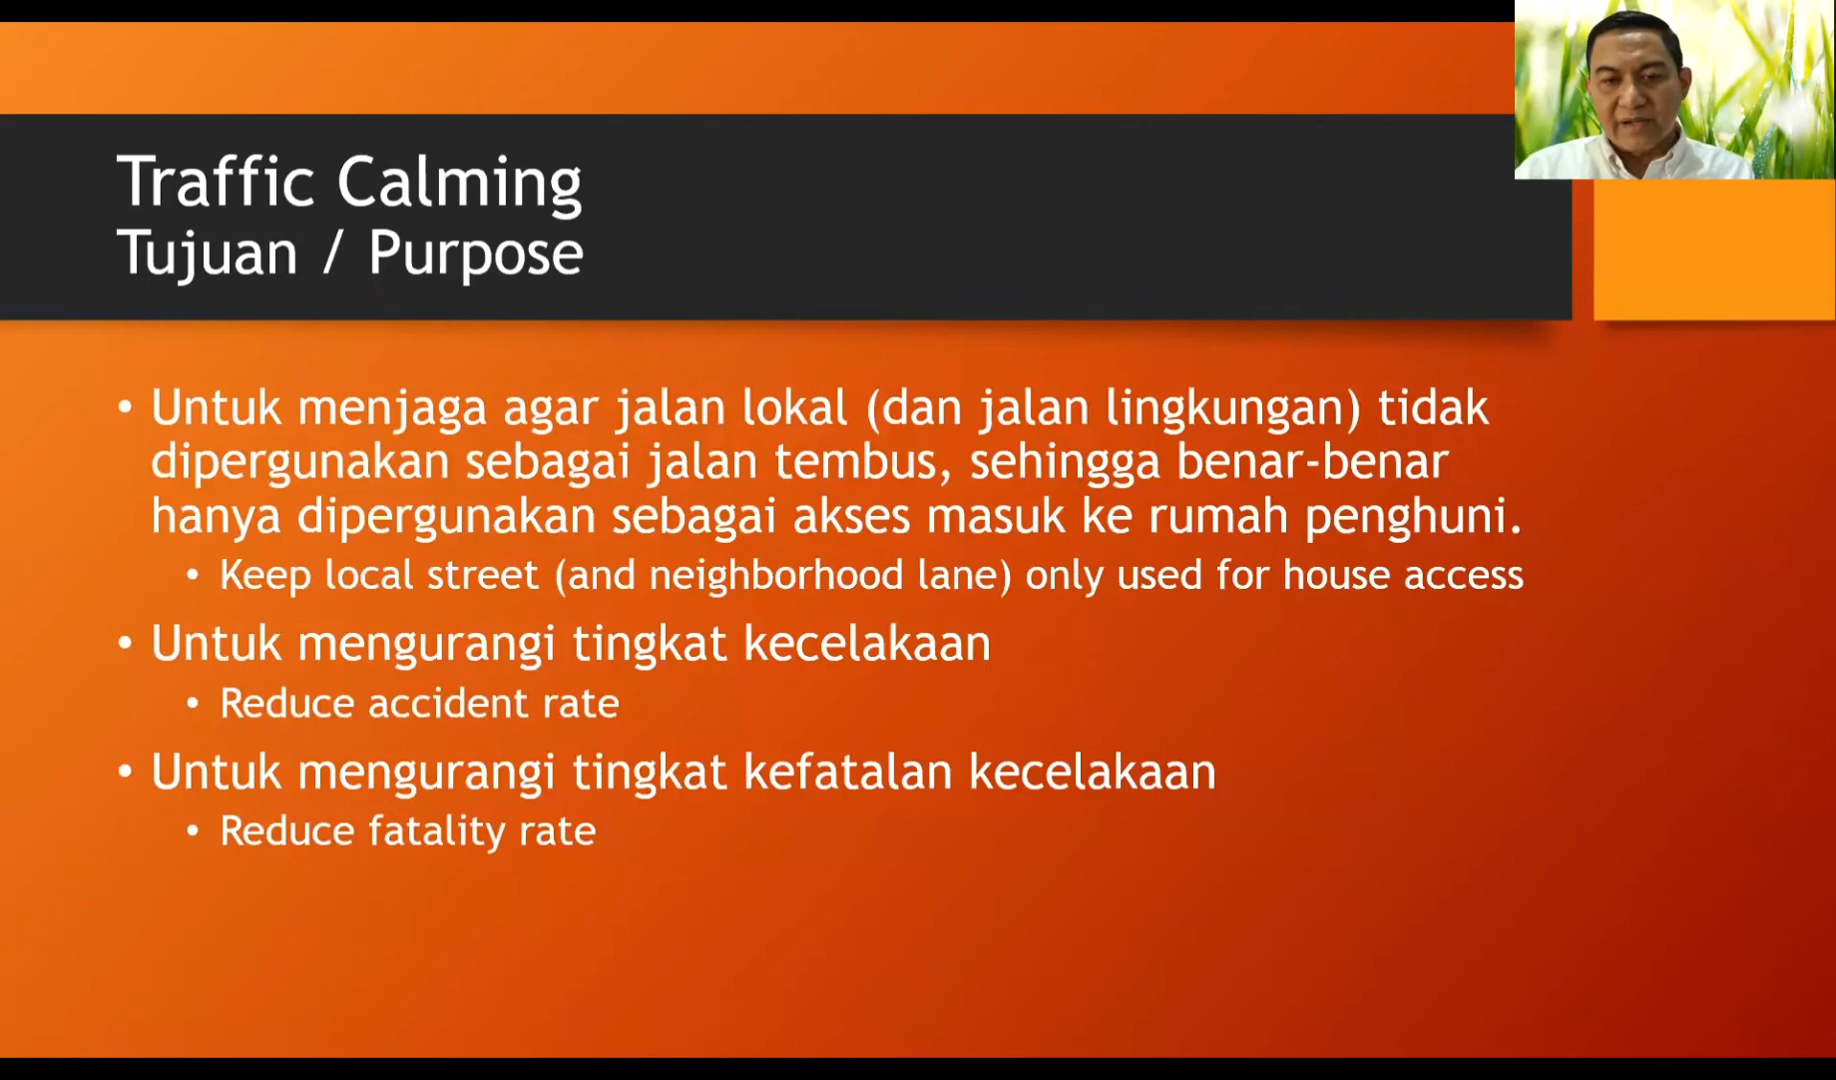 Traffic Calming
Tujuan / Purpose
• Untuk menjaga agar jalan lokal (dan jalan lingkungan) tidak
dipergunakan sebagai jalan tembus, sehingga benar-benar
hanya dipergunakan sebagai akses masuk ke rumah penghuni.
• Keep local street (and neighborhood lane) only used for house access
• Untuk mengurangi tingkat kecelakaan
• Reduce accident rate
• Untuk mengurangi tingkat kefatalan kecelakaan
• Reduce fatality rate